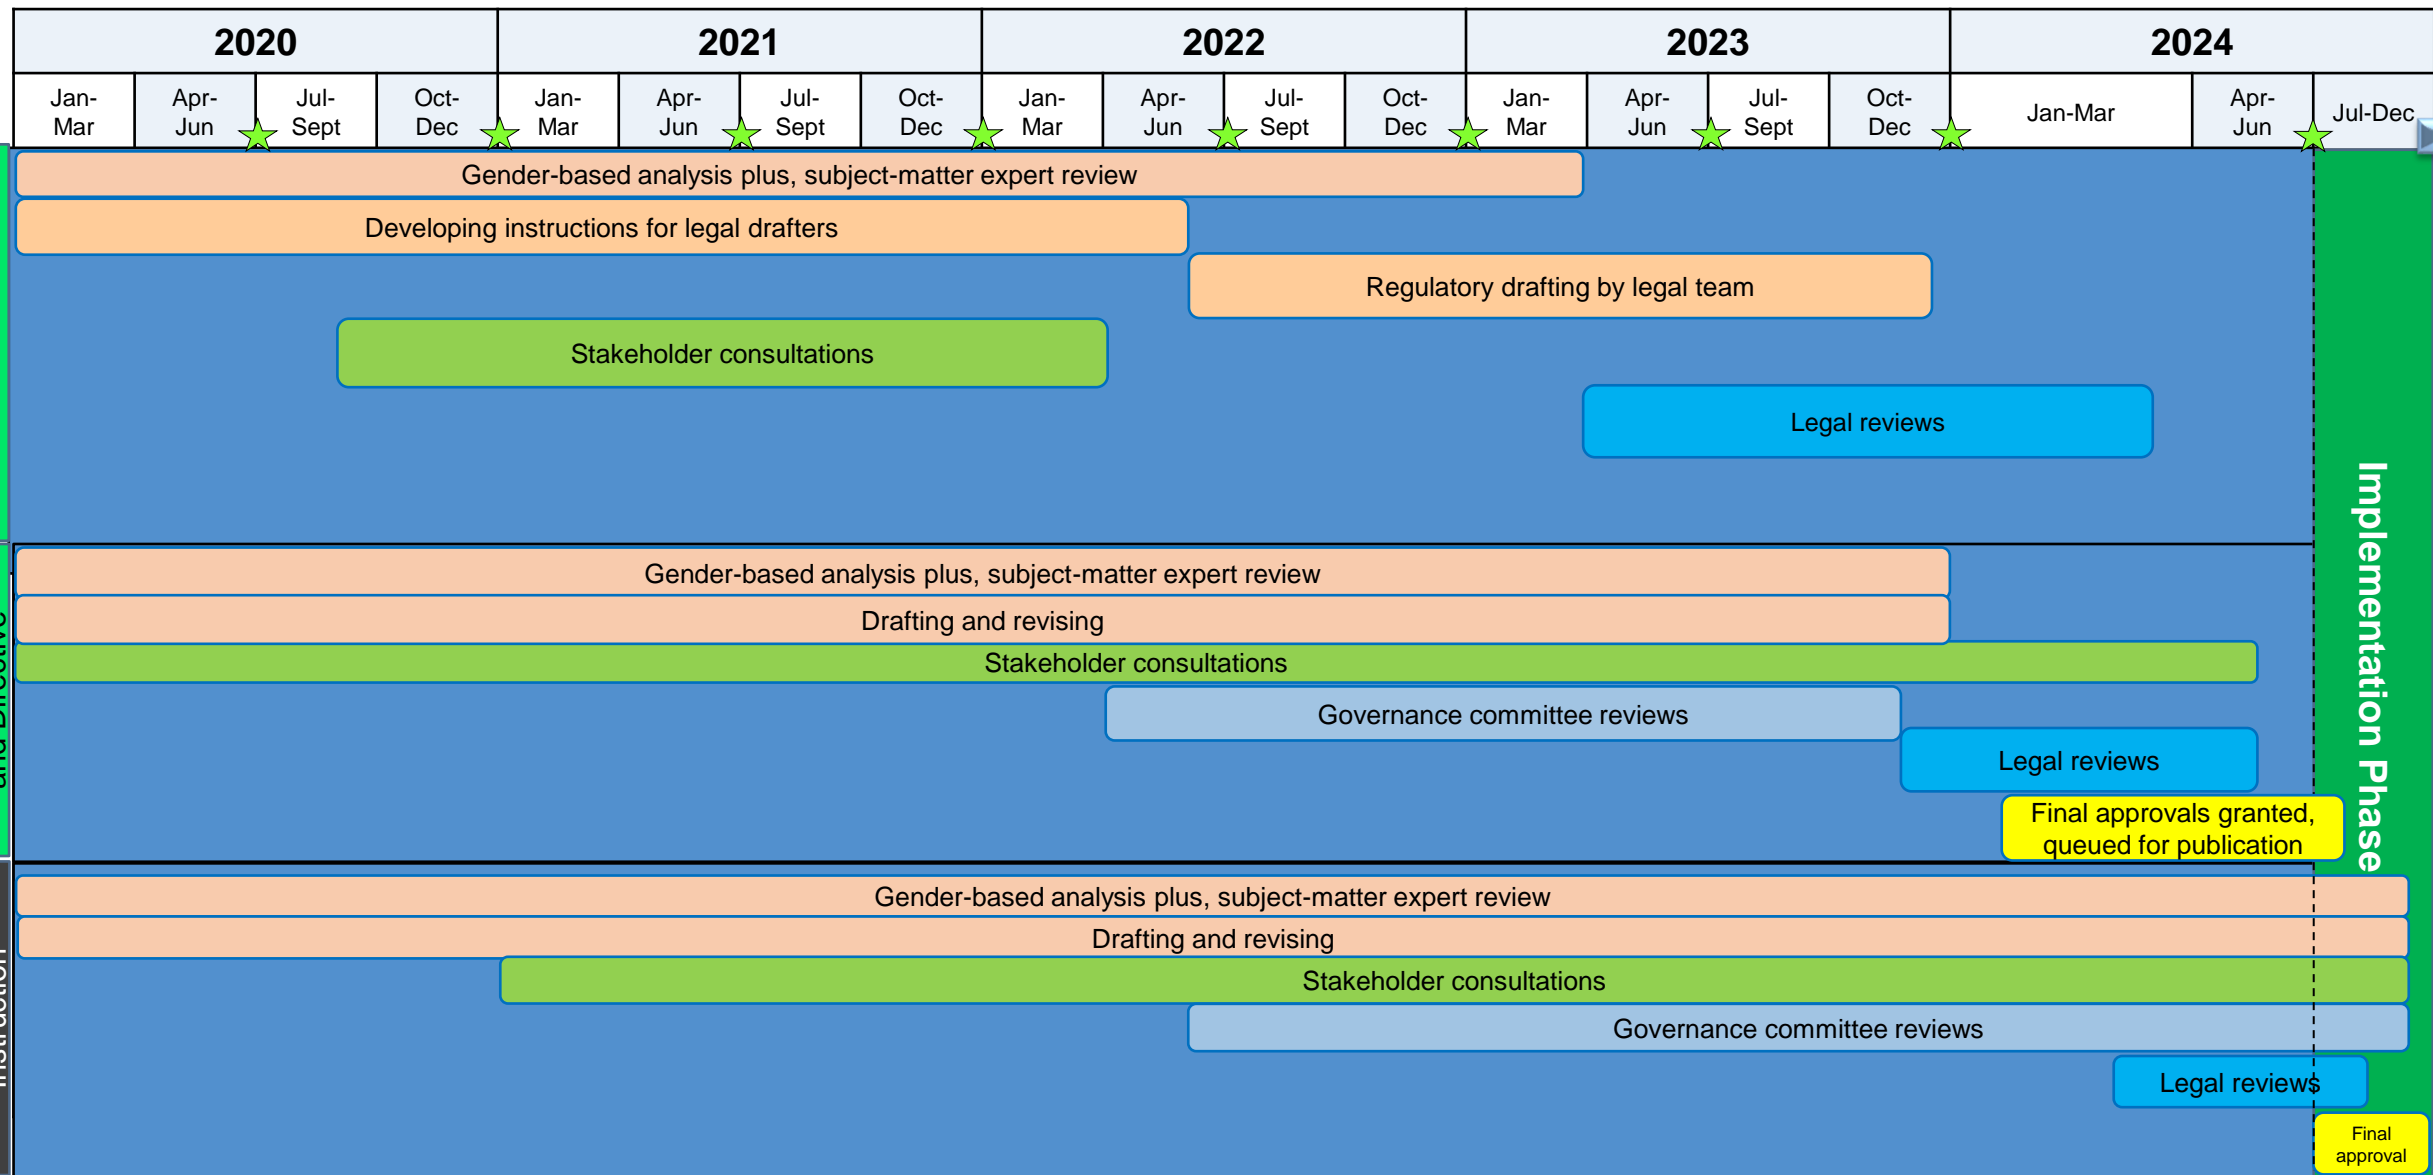 2020
2021
2022
2023
2024
Jan-
Mar
Apr-
Jun
Jul-
Sept
Oct-
Dec
Jan-
Mar
Apr-
Jun
Jul-
Sept
Oct-
Dec
Jan-
Mar
Apr-
Jun
Jul-
Sept
Oct-
Dec
Jan-
Mar
Apr-
Jun
Jul-
Sept
Oct-
Dec
Jan-Mar
Apr-
Jun
Jul-Dec
Gender-based analysis plus, subject-matter expert review
Developing instructions for legal drafters
Regulatory drafting by legal team
Stakeholder consultations
Legal reviews
Implementation Phase
and Directive
Gender-based analysis plus, subject-matter expert review
Drafting and revising
Stakeholder consultations
Governance committee reviews
Legal reviews
Final approvals granted,
queued for publication
Instruction
Gender-based analysis plus, subject-matter expert review
Drafting and revising
Stakeholder consultations
Governance committee reviews
Legal reviews
Final
approval